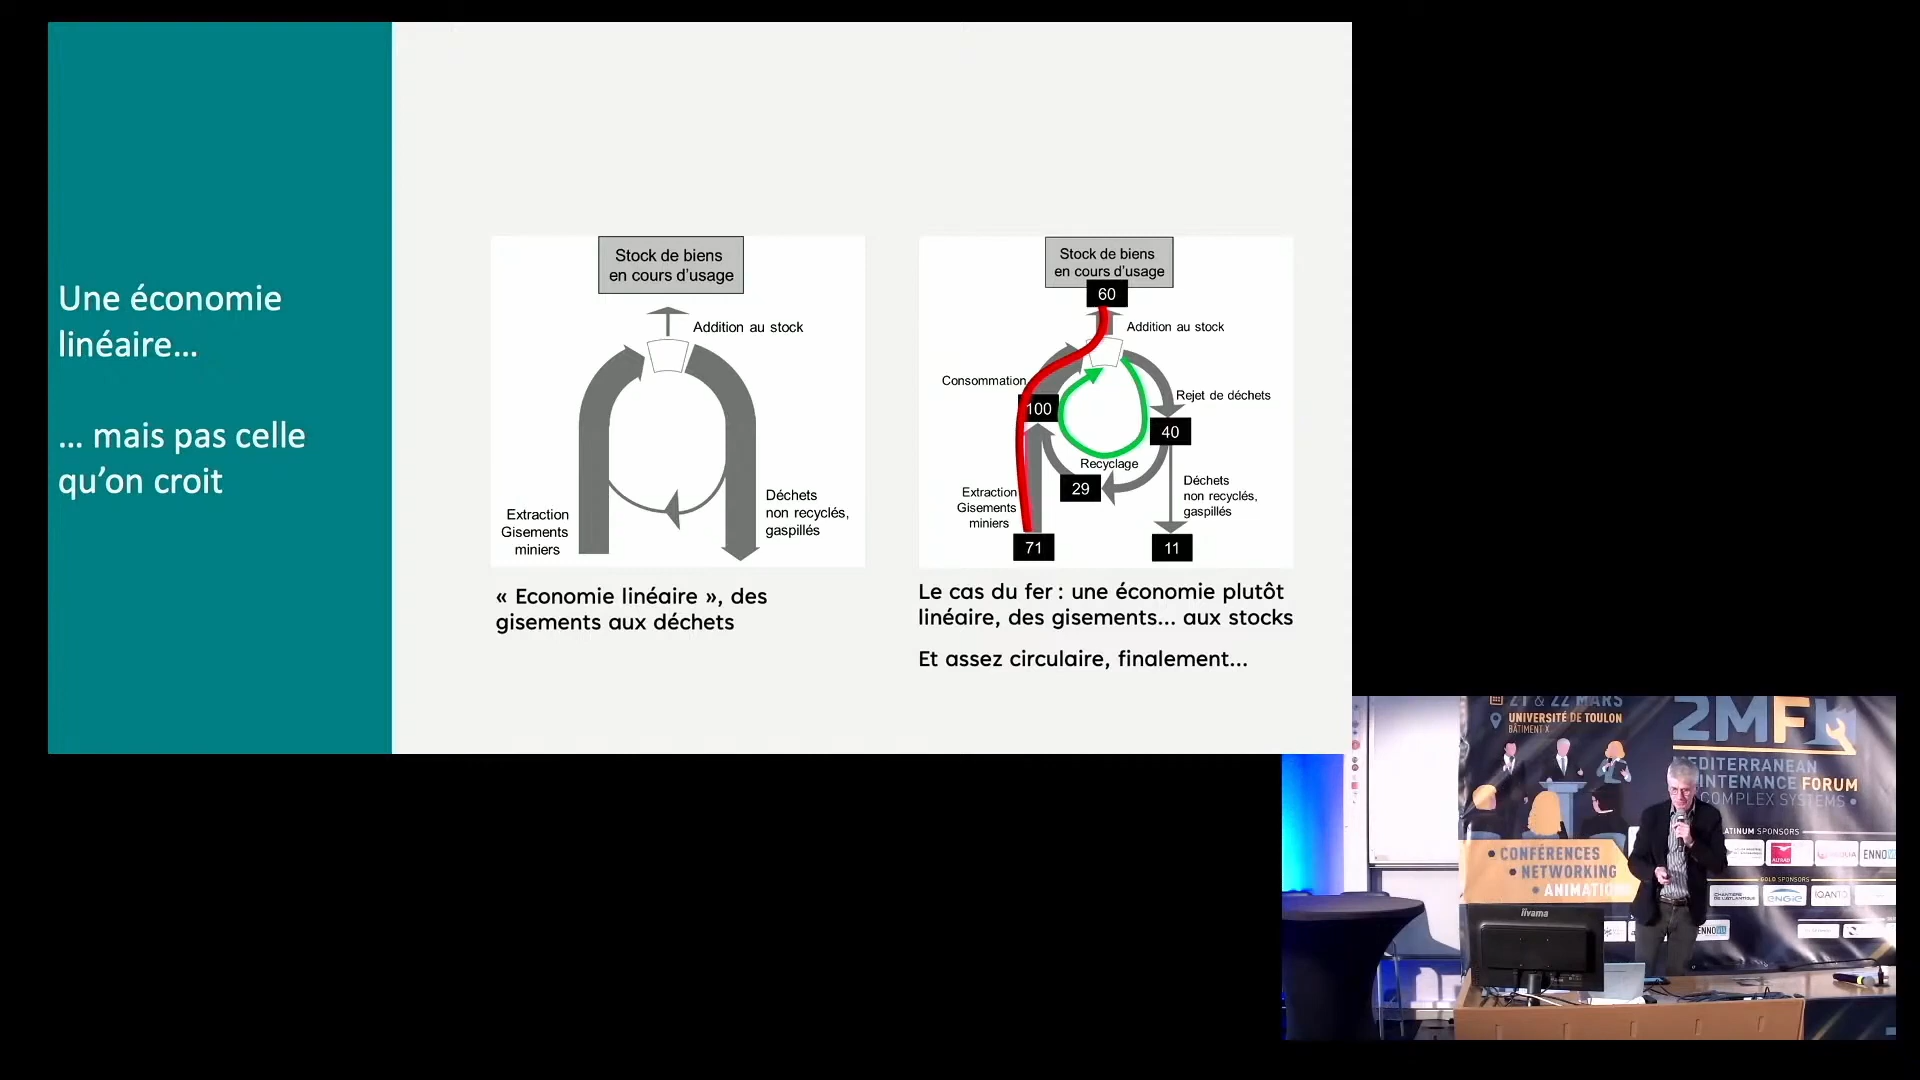 Une économie
linéaire…
… mais pas celle
qu’on croit
Stock de biens
en cours d’usage
Addition au stock
Extraction
Gisements
miniers
Déchets
non recyclés,
gaspillés
« Economie linéaire », des
gisements aux déchets
Stock de biens
en cours d’usage
60
Addition au stock
Consommation
100
Rejet de déchets
40
Recyclage
29
Extraction
Gisements
miniers
71
Déchets
non recyclés,
gaspillés
11
Le cas du fer : une économie plutôt
linéaire, des gisements… aux stocks
Et assez circulaire, finalement…
21 & 22 MARS
UNIVERSITÉ DE TOULON
BÂTIMENT X
2MF
MEDITERRANEAN
FORUM
COMPLEX SYSTEMS •
• CONFÉRENCES
• NETWORKING
SPONSORS
GOLD SPONSORS
ENGIE
iiyama